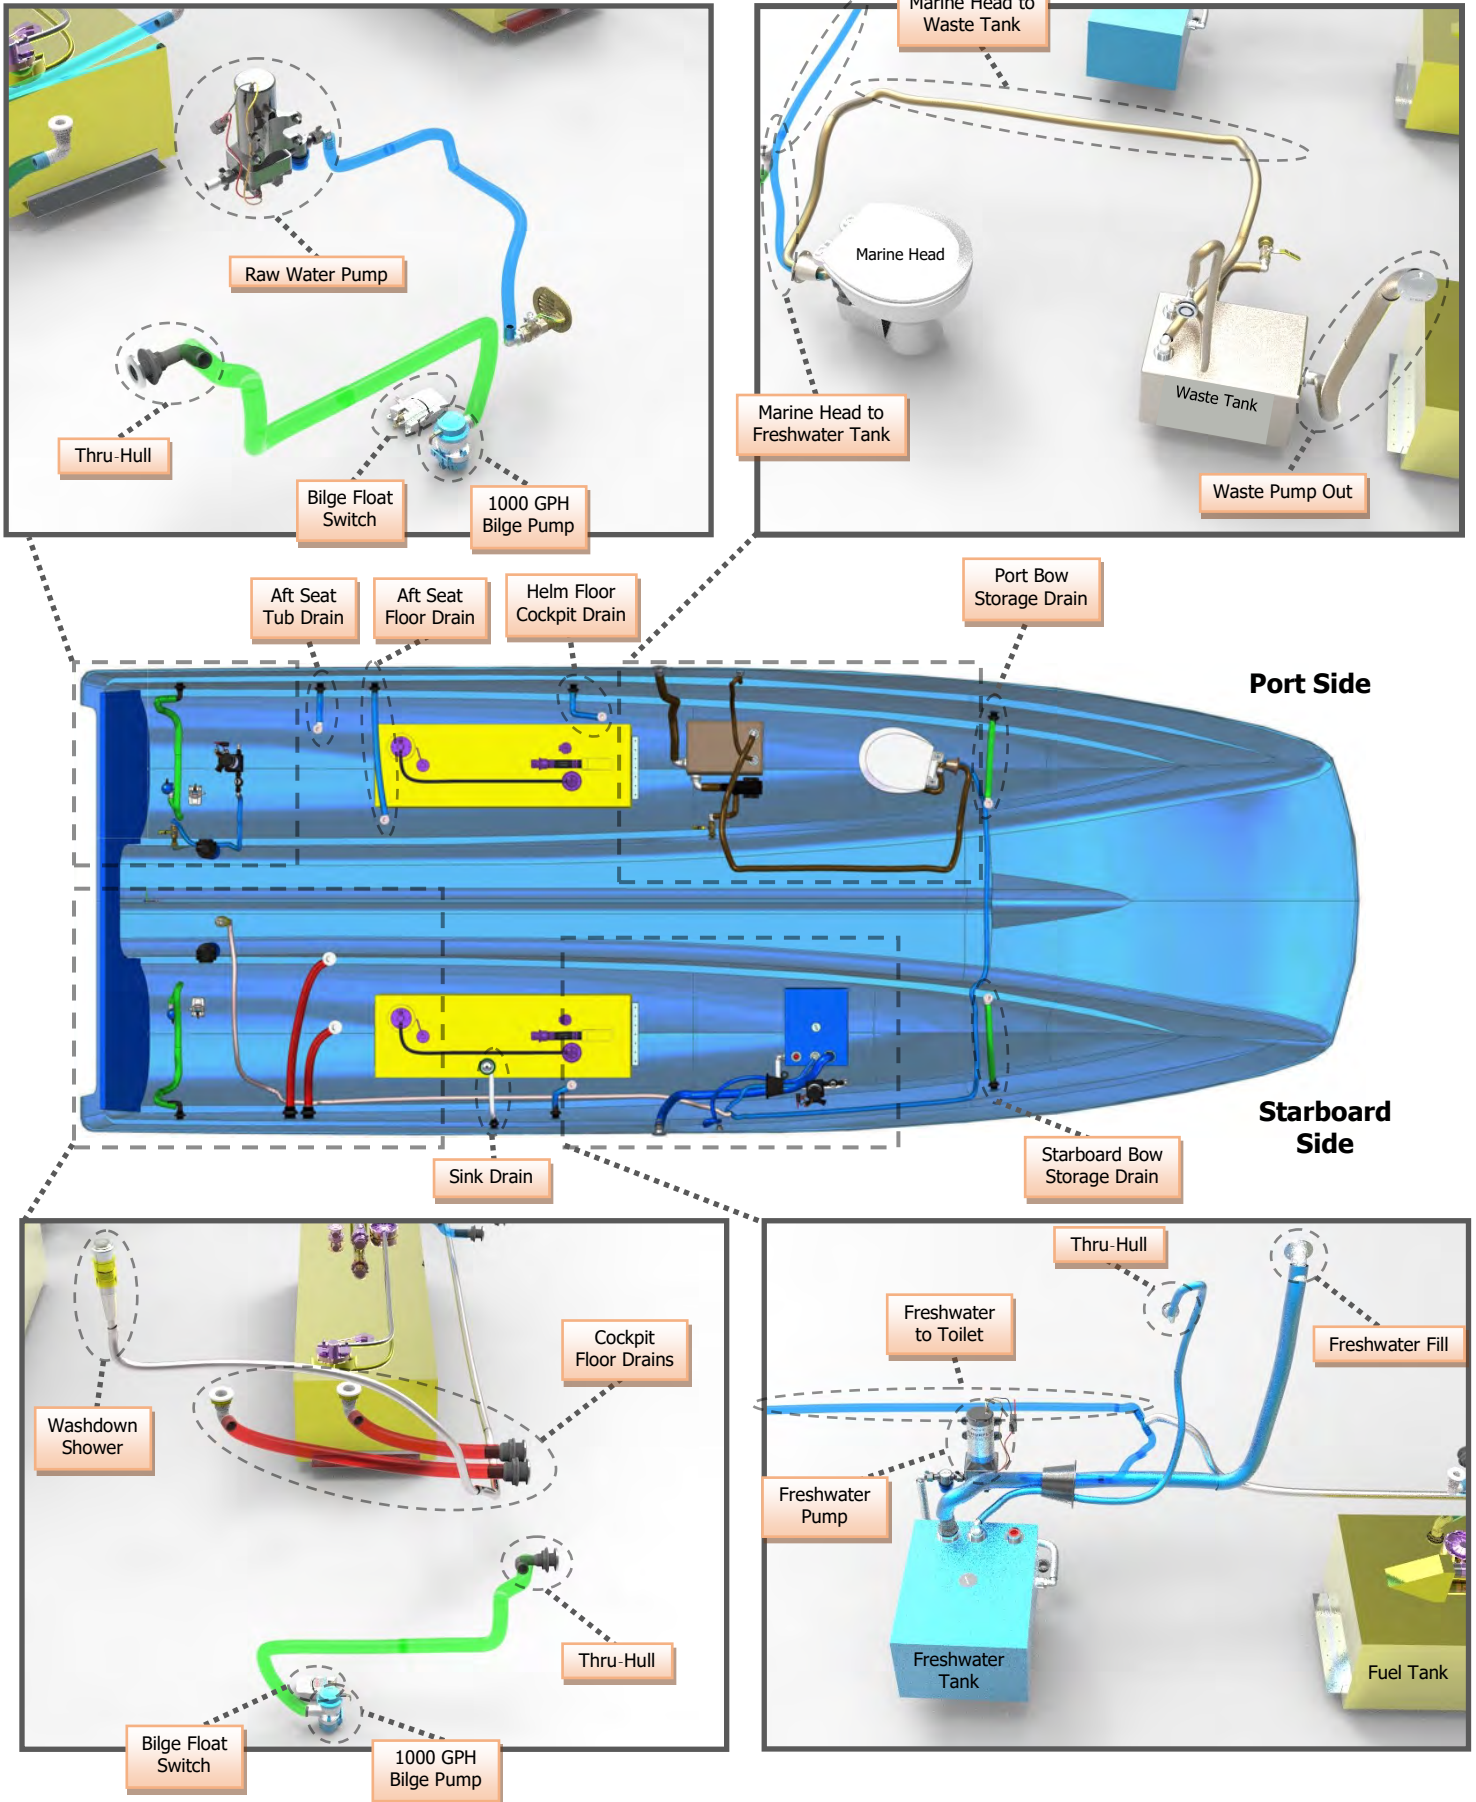 Marine Head to
Waste Tank
Raw Water Pump
Thru-Hull
Bilge Float
Switch
1000 GPH
Bilge Pump
Marine Head
Marine Head to
Freshwater Tank
Waste Tank
Waste Pump Out
Aft Seat
Tub Drain
Aft Seat
Floor Drain
Helm Floor
Cockpit Drain
Port Bow
Storage Drain
Port Side
Starboard
Side
Sink Drain
Starboard Bow
Storage Drain
Washdown
Shower
Cockpit
Floor Drains
Thru-Hull
Bilge Float
Switch
1000 GPH
Bilge Pump
Thru-Hull
Freshwater
to Toilet
Freshwater Fill
Freshwater
Pump
Freshwater
Tank
Fuel Tank